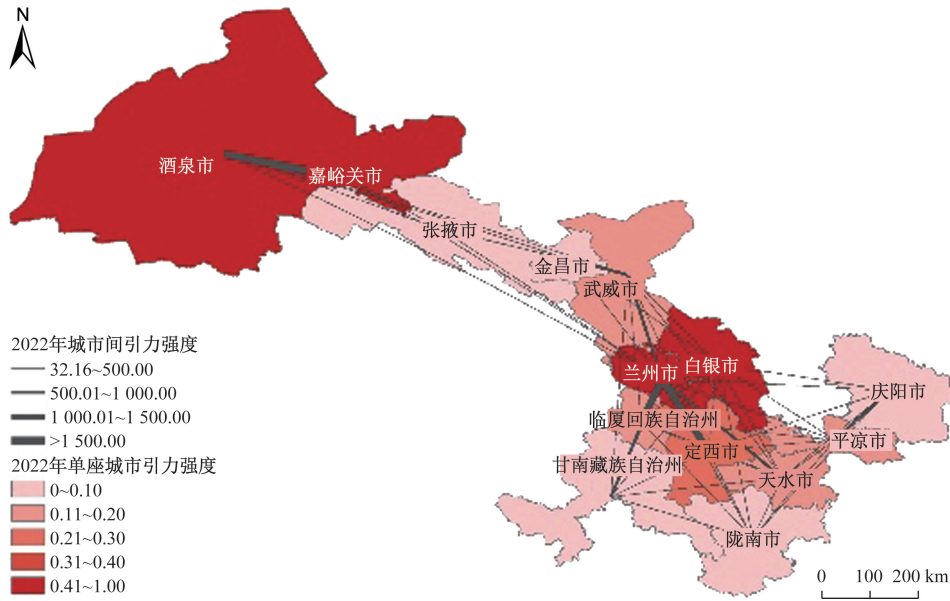 N
酒泉市
嘉峪关市
张掖市
金昌市
武威市
兰州市
白银市
庆阳市
临夏回族自治州
平凉市
定西市
甘南藏族自治州
天水市
陇南市
2022年城市间引力强度
32.16~500.00
500.01~1 000.00
1 000.01~1 500.00
>1 500.00
2022年单座城市引力强度
0~0.10
0.11~0.20
0.21~0.30
0.31~0.40
0.41~1.00
0 100 200 km